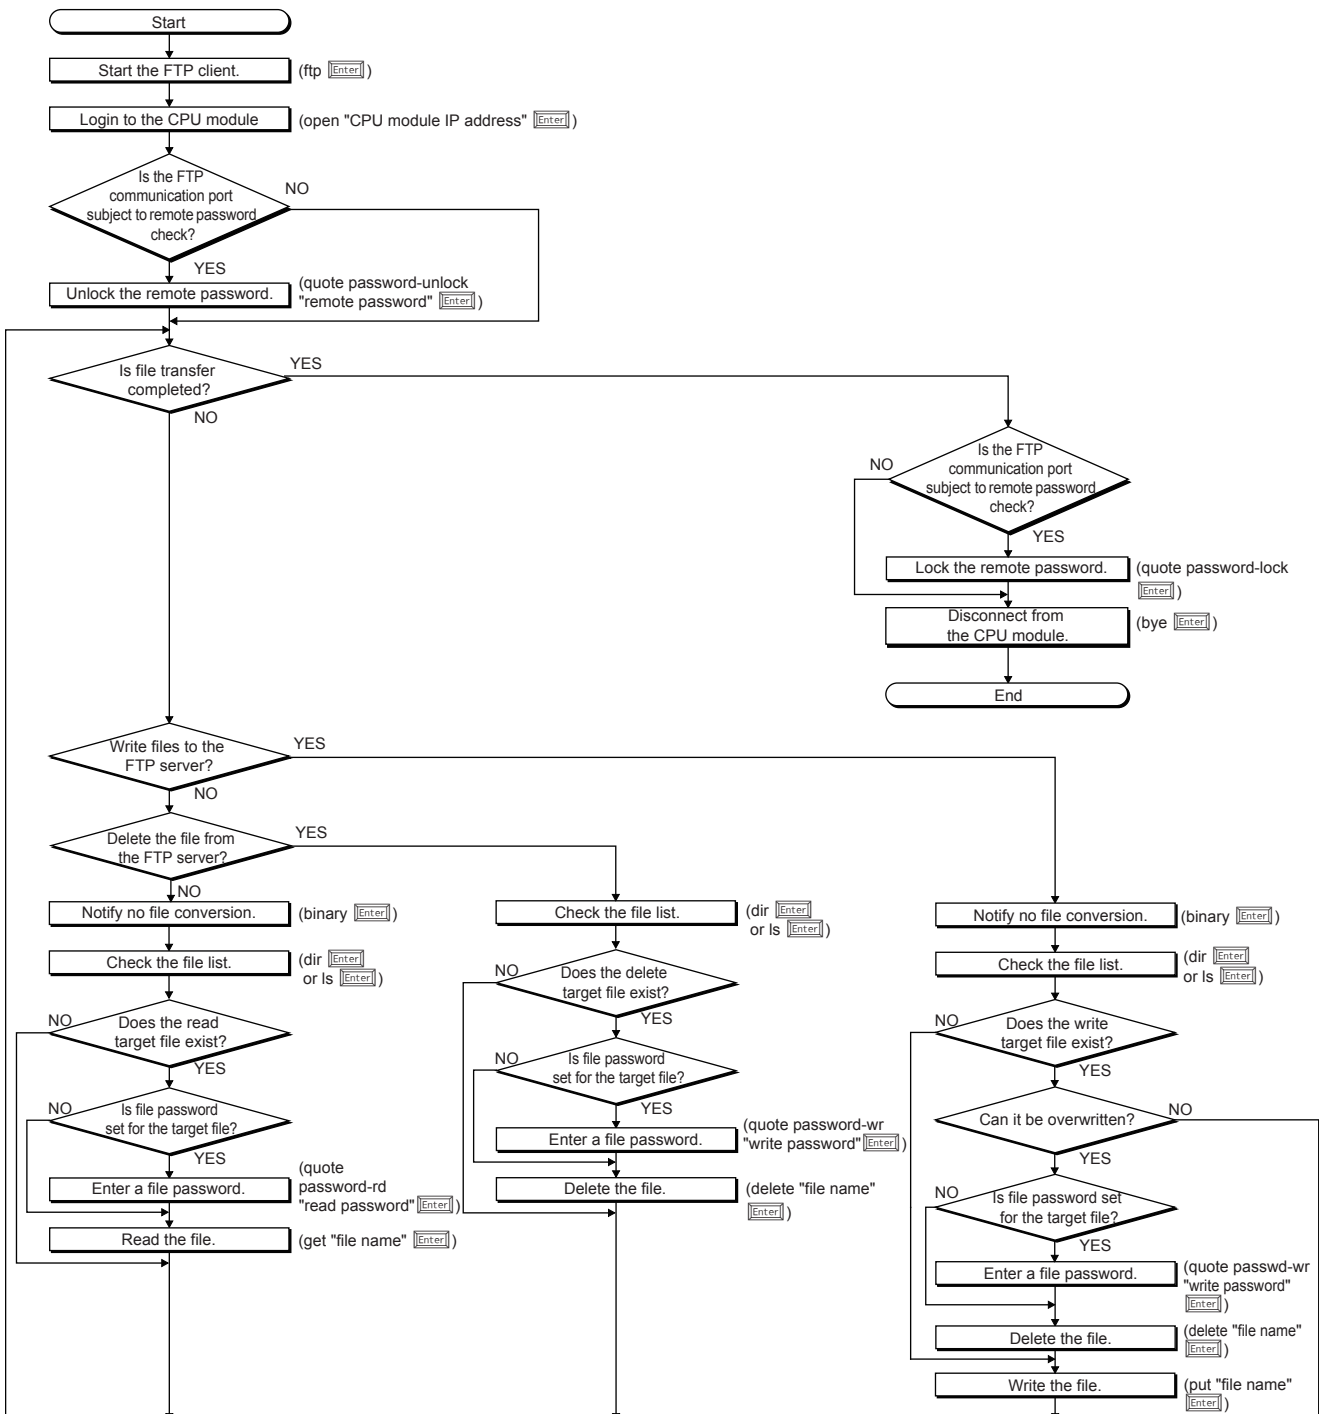 Start
Start the FTP client.
(ftp Enter)
Login to the CPU module
(open "CPU module IP address" Enter)
Is the FTP
communication port
subject to remote password
check?
NO
YES
Unlock the remote password.
(quote password-unlock
"remote password" Enter)
Is file transfer
completed?
YES
NO
Is the FTP
communication port
subject to remote password
check?
NO
YES
Lock the remote password.
(quote password-lock
Enter)
Disconnect from
the CPU module.
(bye Enter)
End
Write files to the
FTP server?
YES
NO
Delete the file from
the FTP server?
YES
NO
Notify no file conversion.
(binary Enter)
Check the file list.
(dir Enter
or ls Enter)
Does the read
target file exist?
NO
YES
Is file password
set for the target file?
NO
YES
Enter a file password.
(quote
password-rd
"read password" Enter)
Read the file.
(get "file name" Enter)
Check the file list.
(dir Enter
or ls Enter)
Does the delete
target file exist?
NO
YES
Is file password
set for the target file?
NO
YES
Enter a file password.
(quote password-wr
"write password" Enter)
Delete the file.
(delete "file name"
Enter)
Notify no file conversion.
(binary Enter)
Check the file list.
(dir Enter
or ls Enter)
Does the write
target file exist?
NO
YES
Can it be overwritten?
NO
YES
Is file password set
for the target file?
NO
YES
Enter a file password.
(quote passwd-wr
"write password"
Enter)
Delete the file.
(delete "file name"
Enter)
Write the file.
(put "file name"
Enter)